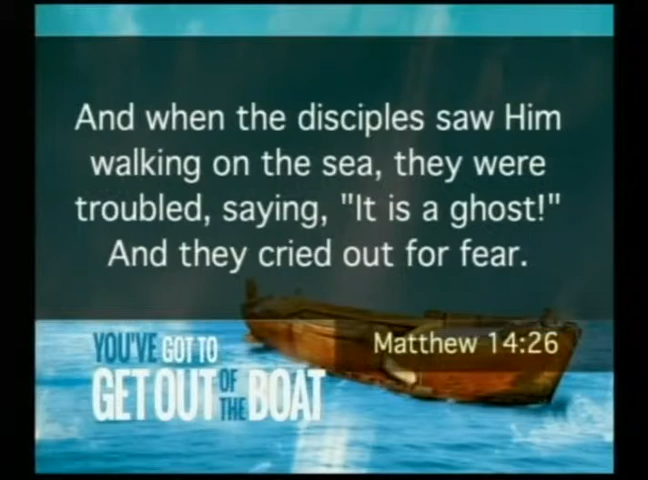 And when the disciples saw Him
walking on the sea, they were
troubled, saying, "It is a ghost!"
And they cried out for fear.
Matthew 14:26
YOU'VE GOT TO
GET OUT OF THE BOAT